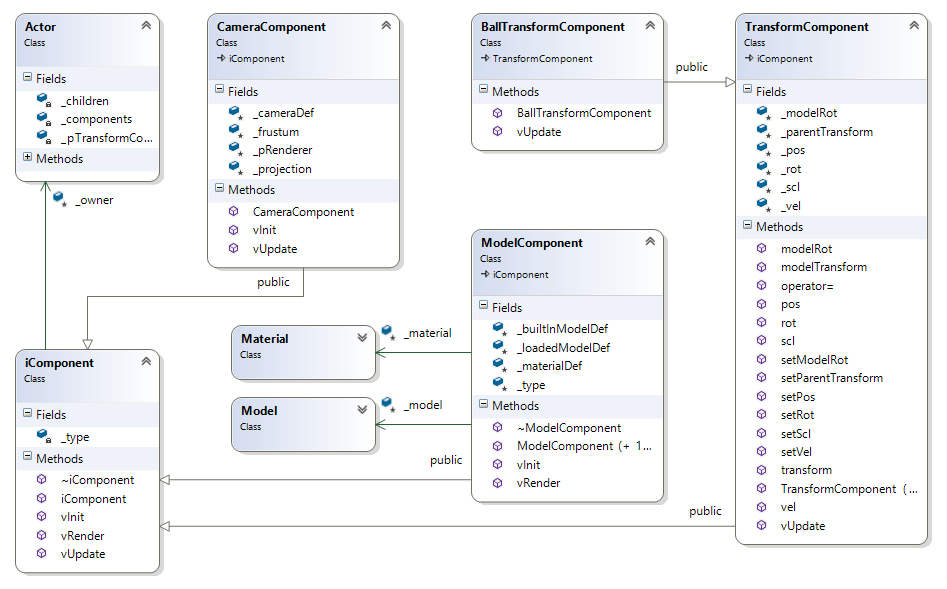 Actor
Class
Fields
_children
_components
_pTransformCo...
Methods
_owner
CameraComponent
Class
iComponent
Fields
_cameraDef
_frustum
_pRenderer
_projection
Methods
CameraComponent
vInit
vUpdate
public
BallTransformComponent
Class
TransformComponent
Methods
BallTransformComponent
vUpdate
public
TransformComponent
Class
iComponent
Fields
_modelRot
_parentTransform
_pos
_rot
_scl
_vel
Methods
modelRot
modelTransform
operator=
pos
rot
scl
setModelRot
setParentTransform
setPos
setRot
setScl
setVel
transform
TransformComponent (...
vel
vUpdate
ModelComponent
Class
iComponent
Fields
_builtInModelDef
_loadedModelDef
_materialDef
_type
Methods
~ModelComponent
ModelComponent (+ 1...
vInit
vRender
Material
Class
_material
Model
Class
_model
public
public
iComponent
Class
Fields
_type
Methods
~iComponent
iComponent
vInit
vRender
vUpdate